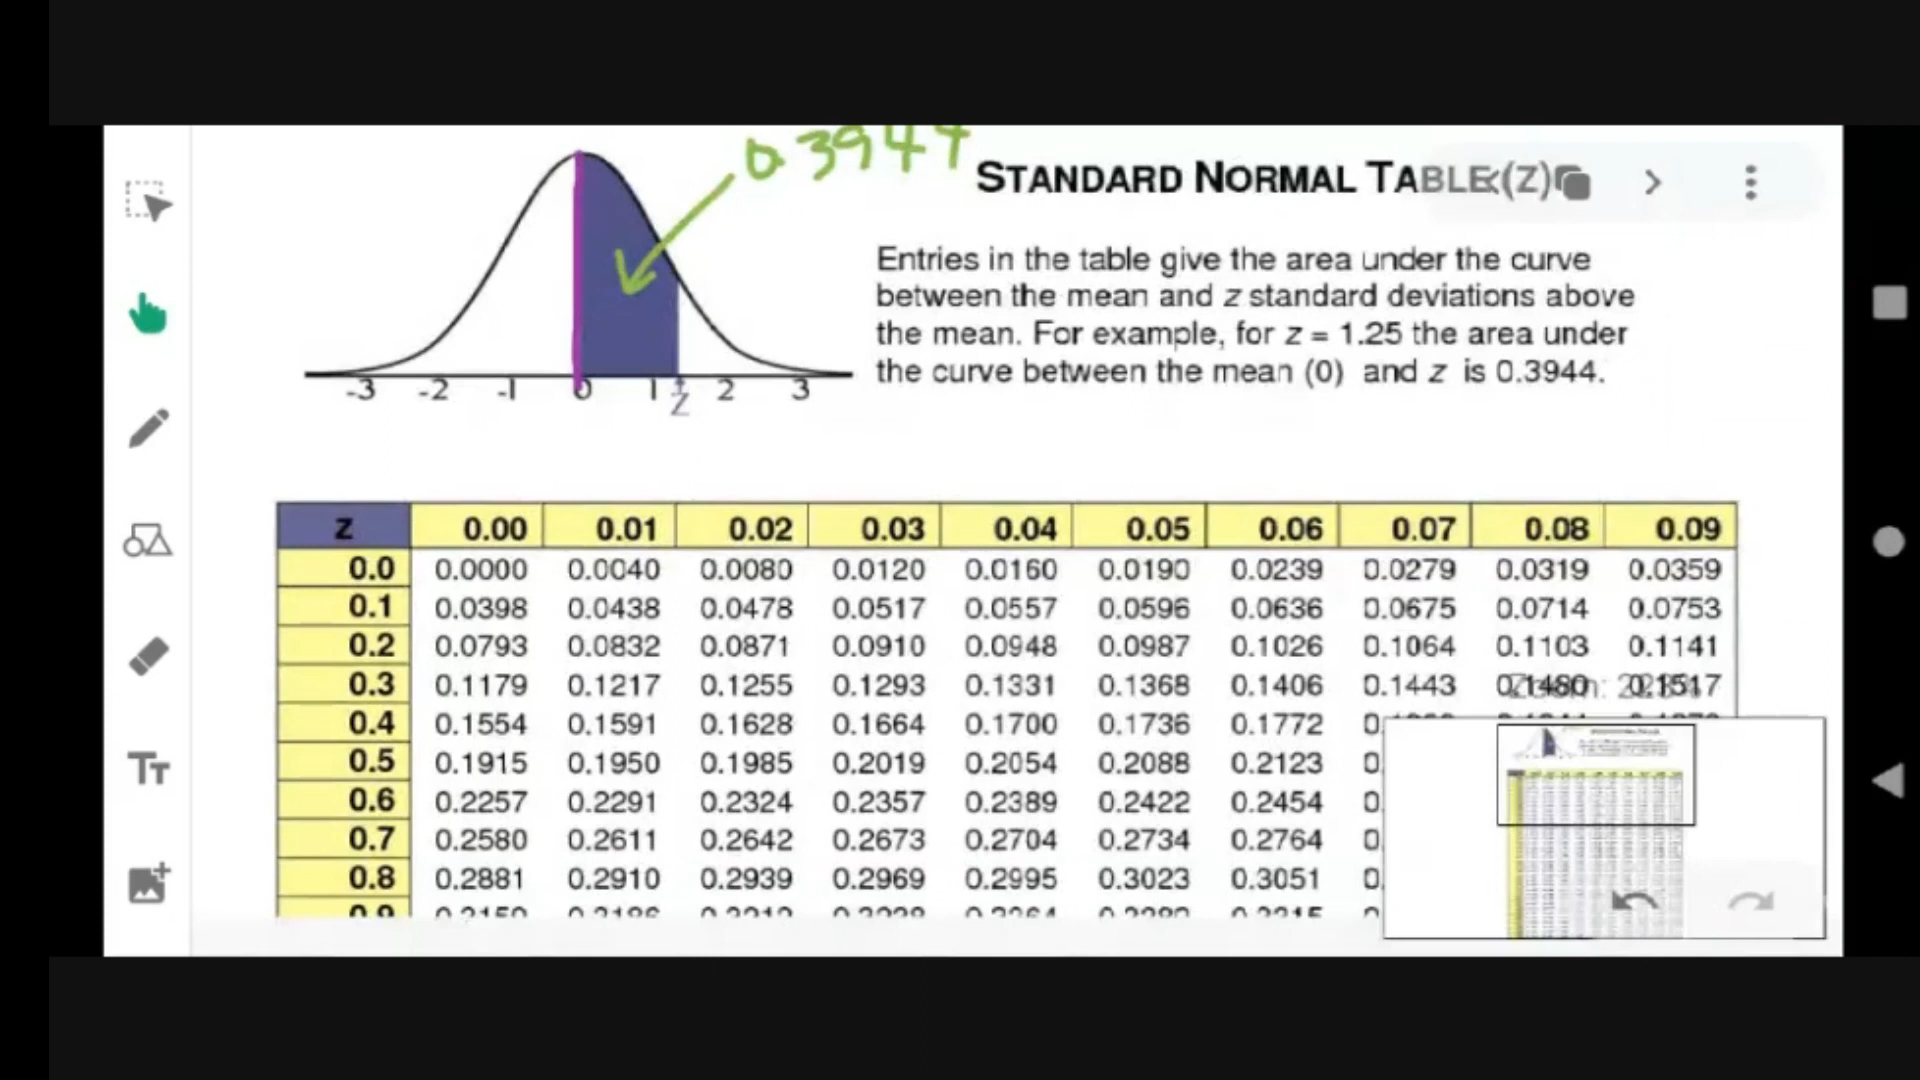 0.3944
STANDARD NORMAL TABLE (Z)
Entries in the table give the area under the curve
between the mean and z standard deviations above
the mean. For example, for z = 1.25 the area under
the curve between the mean (0) and z is 0.3944.
-3 -2 -1 0 1 Z 2 3
z 0.00 0.01 0.02 0.03 0.04 0.05 0.06 0.07 0.08 0.09
0.0 0.0000 0.0040 0.0080 0.0120 0.0160 0.0190 0.0239 0.0279 0.0319 0.0359
0.1 0.0398 0.0438 0.0478 0.0517 0.0557 0.0596 0.0636 0.0675 0.0714 0.0753
0.2 0.0793 0.0832 0.0871 0.0910 0.0948 0.0987 0.1026 0.1064 0.1103 0.1141
0.3 0.1179 0.1217 0.1255 0.1293 0.1331 0.1368 0.1406 0.1443 0.1480 0.1517
0.4 0.1554 0.1591 0.1628 0.1664 0.1700 0.1736 0.1772
0.5 0.1915 0.1950 0.1985 0.2019 0.2054 0.2088 0.2123
0.6 0.2257 0.2291 0.2324 0.2357 0.2389 0.2422 0.2454
0.7 0.2580 0.2611 0.2642 0.2673 0.2704 0.2734 0.2764
0.8 0.2881 0.2910 0.2939 0.2969 0.2995 0.3023 0.3051
Tт